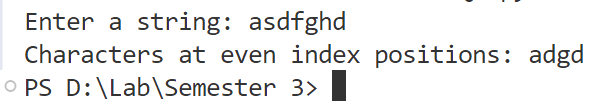 Enter a string: asdfghd
Characters at even index positions: adgd
PS D:\Lab\Semester 3>